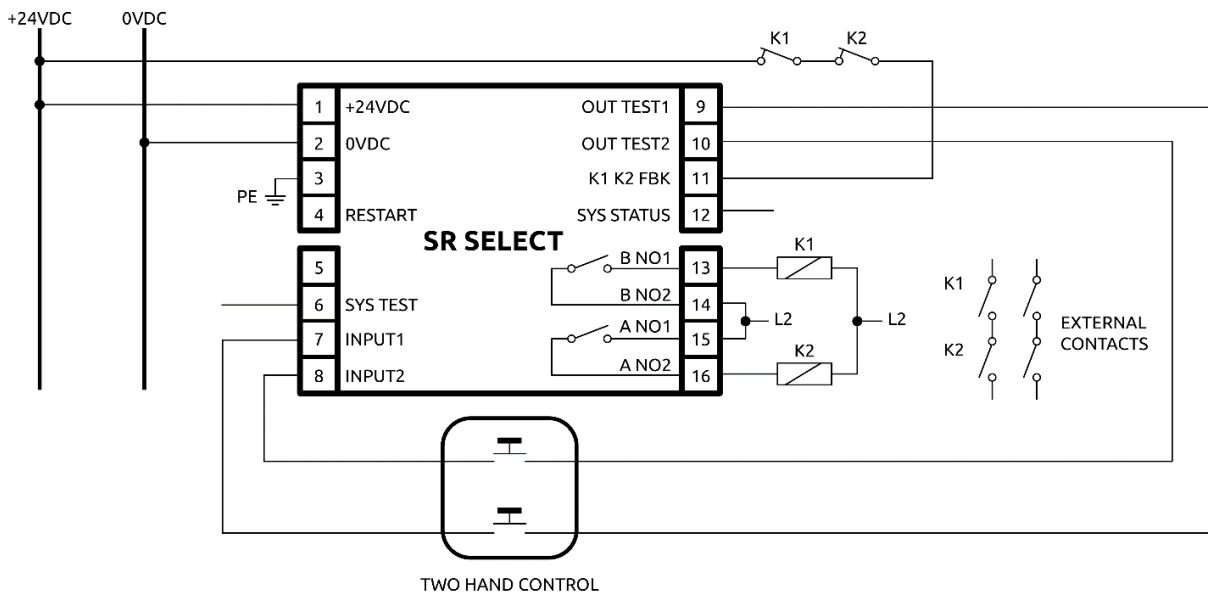 +24VDC 0VDC
K1 K2
1 +24VDC OUT TEST1 9
2 0VDC OUT TEST2 10
PE 3 K1 K2 FBK 11
4 RESTART SYS STATUS 12
SR SELECT
5 B NO1 13 K1
6 SYS TEST B NO2 14 L2 L2
7 INPUT1 A NO1 15
8 INPUT2 A NO2 16 K2
K1
K2
EXTERNAL
CONTACTS
TWO HAND CONTROL